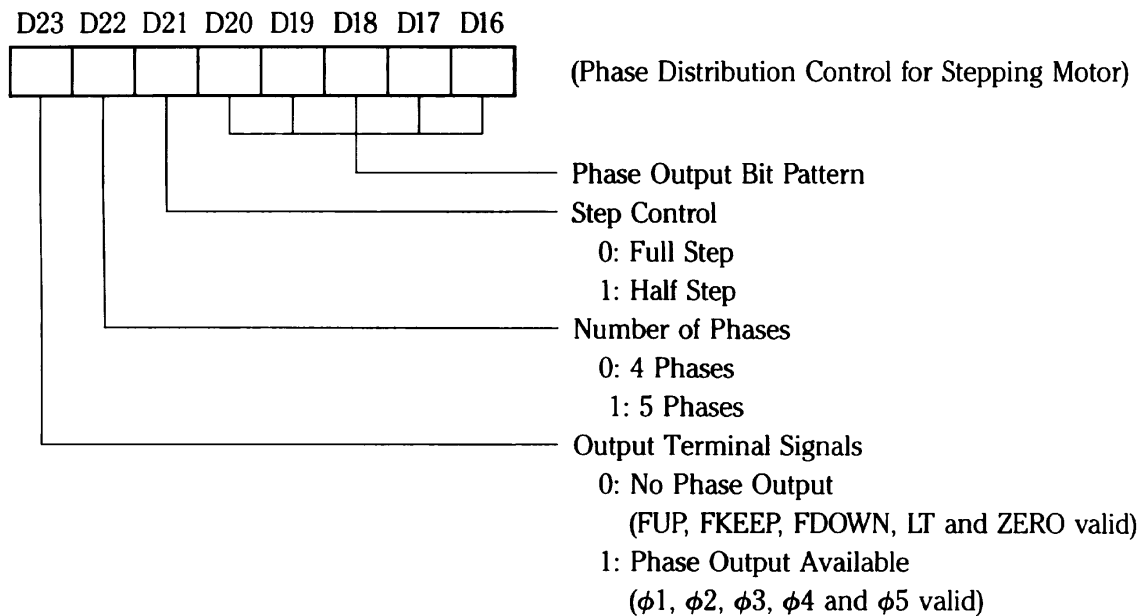 D23 D22 D21 D20 D19 D18 D17 D16
(Phase Distribution Control for Stepping Motor)
Phase Output Bit Pattern
Step Control
0: Full Step
1: Half Step
Number of Phases
0: 4 Phases
1: 5 Phases
Output Terminal Signals
0: No Phase Output
(FUP, FKEEP, FDOWN, LT and ZERO valid)
1: Phase Output Available
(ϕ1, ϕ2, ϕ3, ϕ4 and ϕ5 valid)